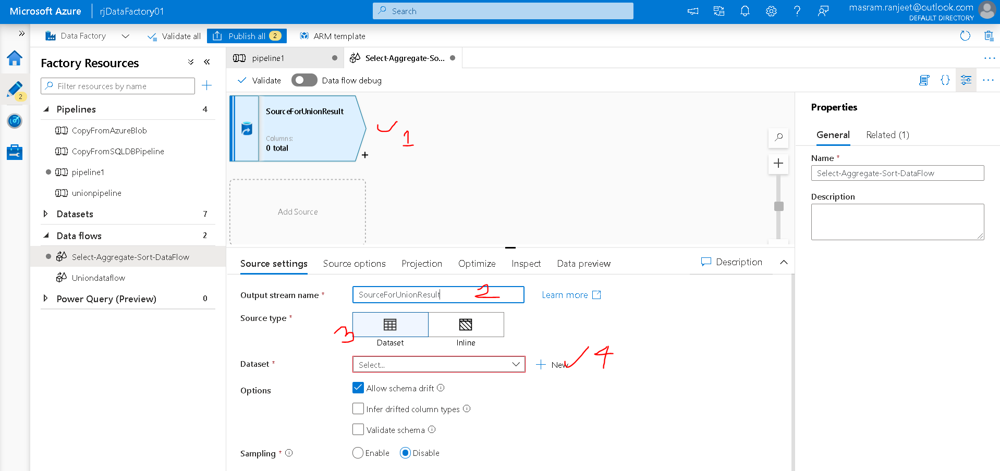 Microsoft Azure
rjDataFactory01
Search
masram.ranjeet@outlook.com
DEFAULT DIRECTORY
Data Factory
Validate all
Publish all 2
ARM template
2
Factory Resources
Filter resources by name
Pipelines 4
CopyFromAzureBlob
CopyFromSQLDBPipeline
pipeline1
unionpipeline
Datasets 7
Data flows 2
Select-Aggregate-Sort-DataFlow
Uniondataflow
Power Query (Preview) 0
pipeline1
Select-Aggregate-So...
Validate
Data flow debug
SourceForUnionResult
Columns:
0 total
1
Add Source
Source settings
Source options
Projection
Optimize
Inspect
Data preview
Description
Output stream name *
SourceForUnionResult
2
Learn more
Source type *
3
Dataset
Inline
Dataset *
Select...
New
4
Options
Allow schema drift
Infer drifted column types
Validate schema
Sampling *
Enable
Disable
Properties
General
Related (1)
Name *
Select-Aggregate-Sort-DataFlow
Description